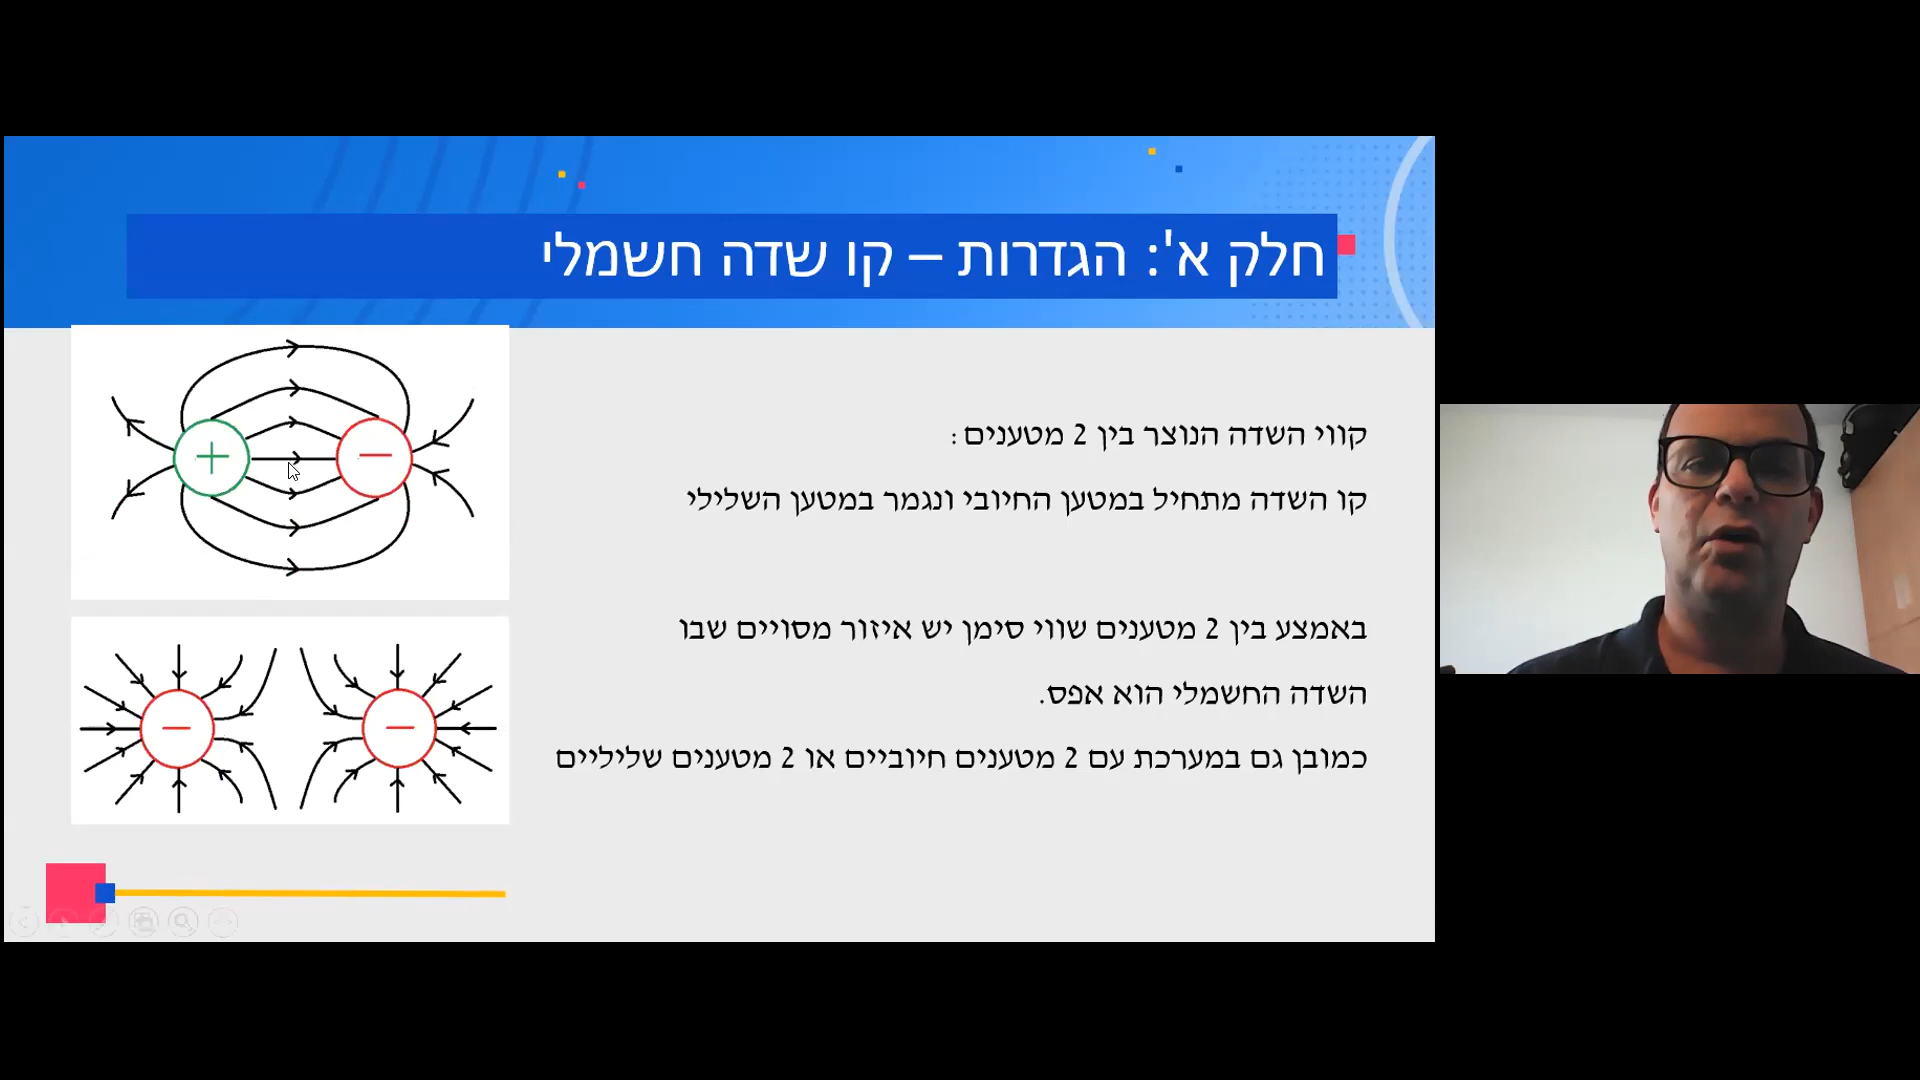 חלק א': הגדרות – קו שדה חשמלי
קווי השדה הנוצר בין 2 מטענים:
קו השדה מתחיל במטען החיובי ונגמר במטען השלילי
באמצע בין 2 מטענים שווי סימן יש איזור מסויים שבו
השדה החשמלי הוא אפס.
כמובן גם במערכת עם 2 מטענים חיוביים או 2 מטענים שליליים
+ −
− −